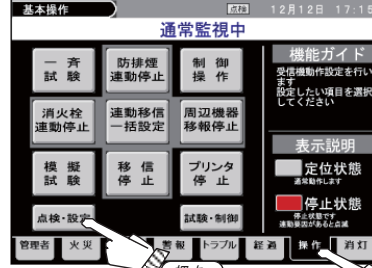 基本操作
点検
12月12日 17:15
通常監視中
一 斉
試 験
防排煙
連動停止
制 御
操 作
消火栓
連動停止
連動移信
一括設定
周辺機器
移報停止
模 擬
試 験
移 信
停 止
プリンタ
停 止
点検・設定
試験・制御
機能ガイド
受信機動作設定を行い
ます
設定したい項目を選択
してください
表示説明
定位状態
通常動作します
停止状態
停止状態です
連動要因があると点滅
管理者
火災
警報
トラブル
経過
操作
消灯
押す